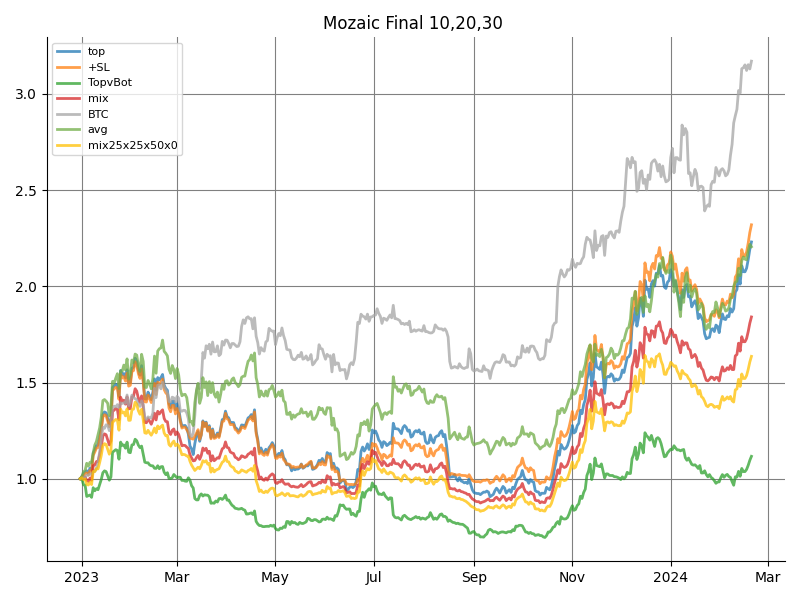 Mozaic Final 10,20,30
top
+SL
TopvBot
mix
BTC
avg
mix25x25x50x0
3.0
2.5
2.0
1.5
1.0
2023 Mar May Jul Sep Nov 2024 Mar